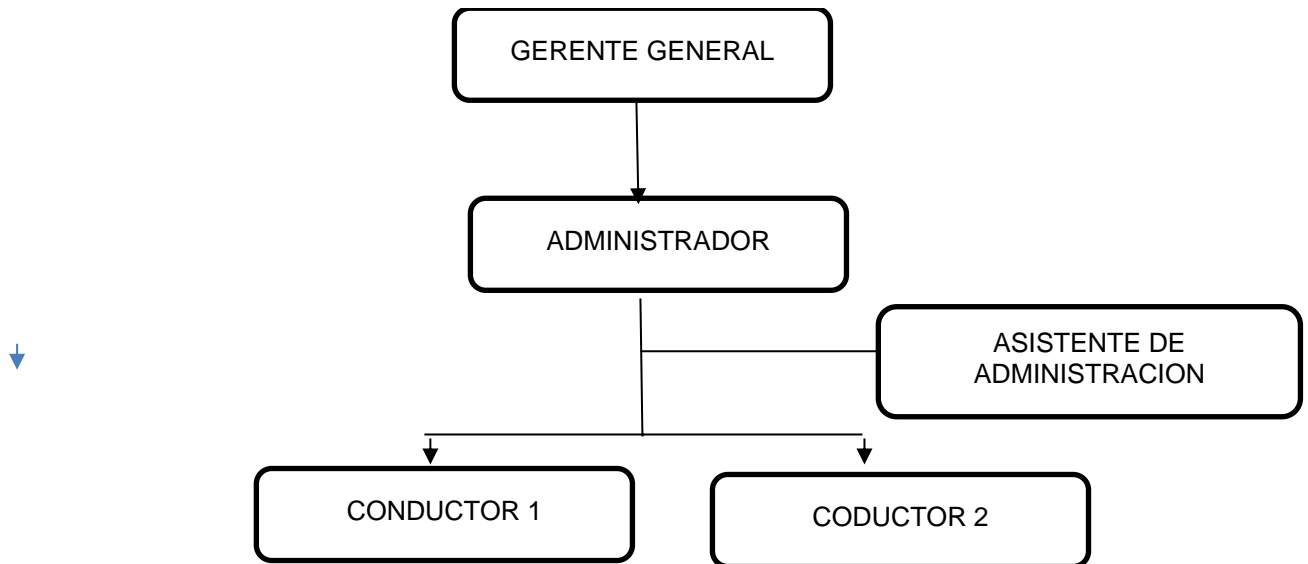 GERENTE GENERAL
ADMINISTRADOR
ASISTENTE DE
ADMINISTRACION
CONDUCTOR 1
CODUCTOR 2